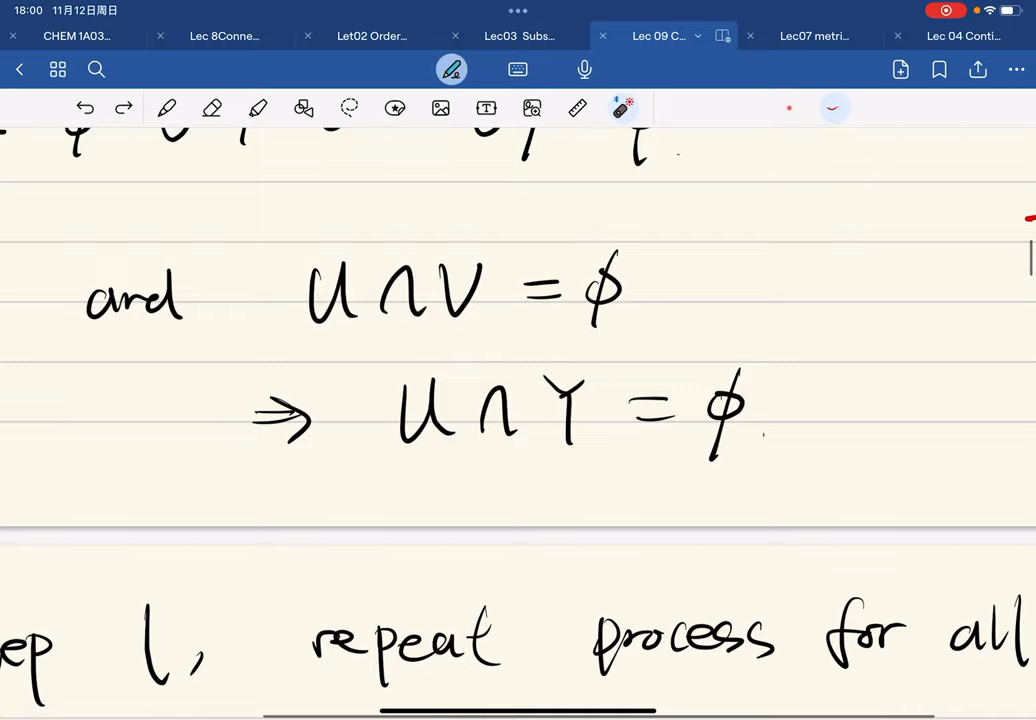 18:00 11月12日周日
CHEM 1A03... Lec 8Conne... Let02 Order... Lec03 Subs... Lec 09 C... Lec07 metri... Lec 04 Conti...
and U ∩ V = ϕ
⇒ U ∩ Y = ϕ.
ep 1, repeat process for all